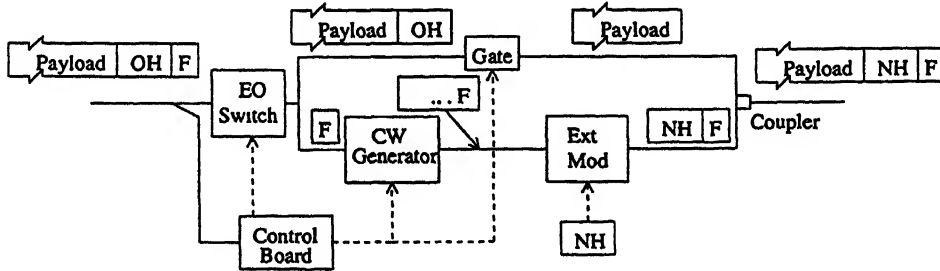 Payload OH F
Payload OH
Payload
Payload NH F
Gate
EO
Switch
F
... F
CW
Generator
Ext
Mod
NH F
Coupler
Control
Board
NH